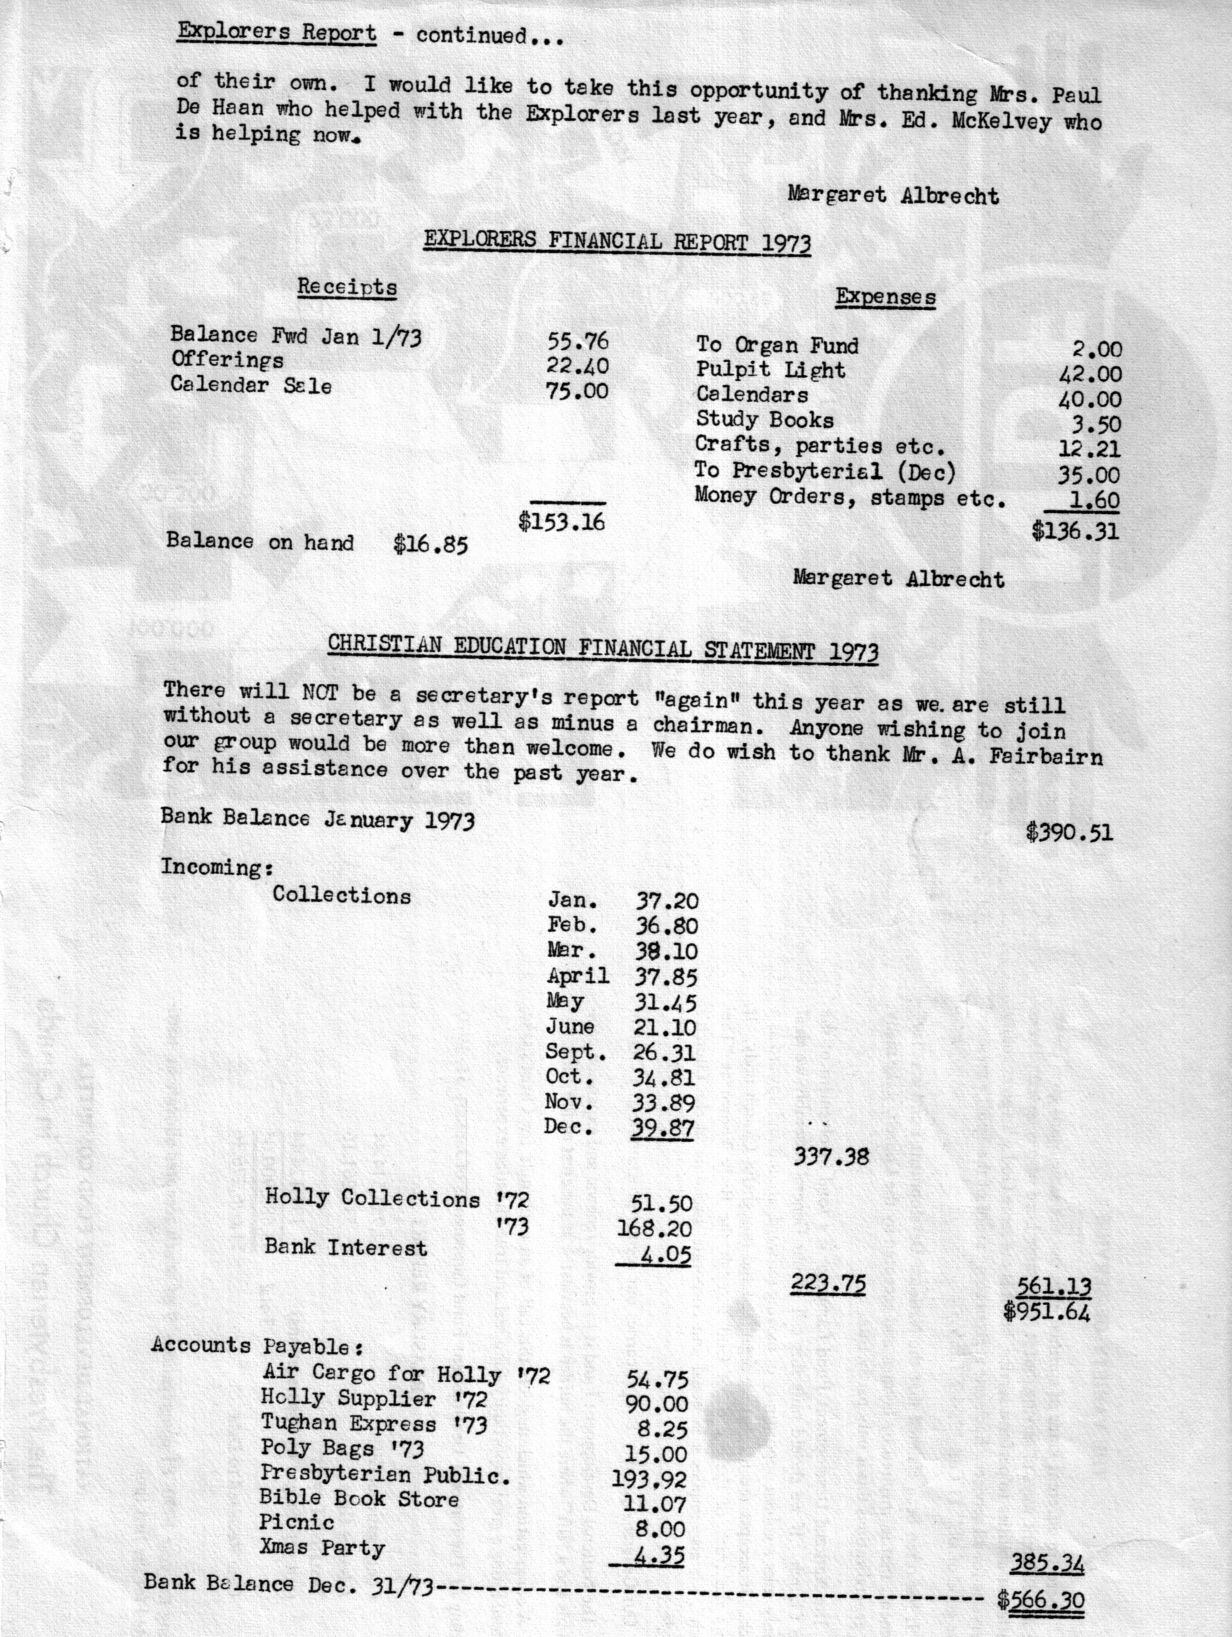 Explorers Report - continued...
of their own. I would like to take this opportunity of thanking Mrs. Paul
De Haan who helped with the Explorers last year, and Mrs. Ed. McKelvey who
is helping now.
Margaret Albrecht
EXPLORERS FINANCIAL REPORT 1973
Receipts Expenses
Balance Fwd Jan 1/73 55.76 To Organ Fund 2.00
Offerings 22.40 Pulpit Light 42.00
Calendar Sale 75.00 Calendars 40.00
Study Books 3.50
Crafts, parties etc. 12.21
To Presbyterial (Dec) 35.00
Money Orders, stamps etc. 1.60
$153.16 $136.31
Balance on hand $16.85
Margaret Albrecht
CHRISTIAN EDUCATION FINANCIAL STATEMENT 1973
There will NOT be a secretary's report "again" this year as we. are still
without a secretary as well as minus a chairman. Anyone wishing to join
our group would be more than welcome. We do wish to thank Mr. A. Fairbairn
for his assistance over the past year.
Bank Balance January 1973 $390.51
Incoming:
Collections Jan. 37.20
Feb. 36.80
Mar. 38.10
April 37.85
May 31.45
June 21.10
Sept. 26.31
Oct. 34.81
Nov. 33.89
Dec. 39.87
337.38
Holly Collections '72 51.50
'73 168.20
Bank Interest 4.05
223.75 561.13
$951.64
Accounts Payable:
Air Cargo for Holly '72 54.75
Holly Supplier '72 90.00
Tughan Express '73 8.25
Poly Bags '73 15.00
Presbyterian Public. 193.92
Bible Book Store 11.07
Picnic 8.00
Xmas Party 4.35
385.34
Bank Balance Dec. 31/73-------------------------------------------- $566.30